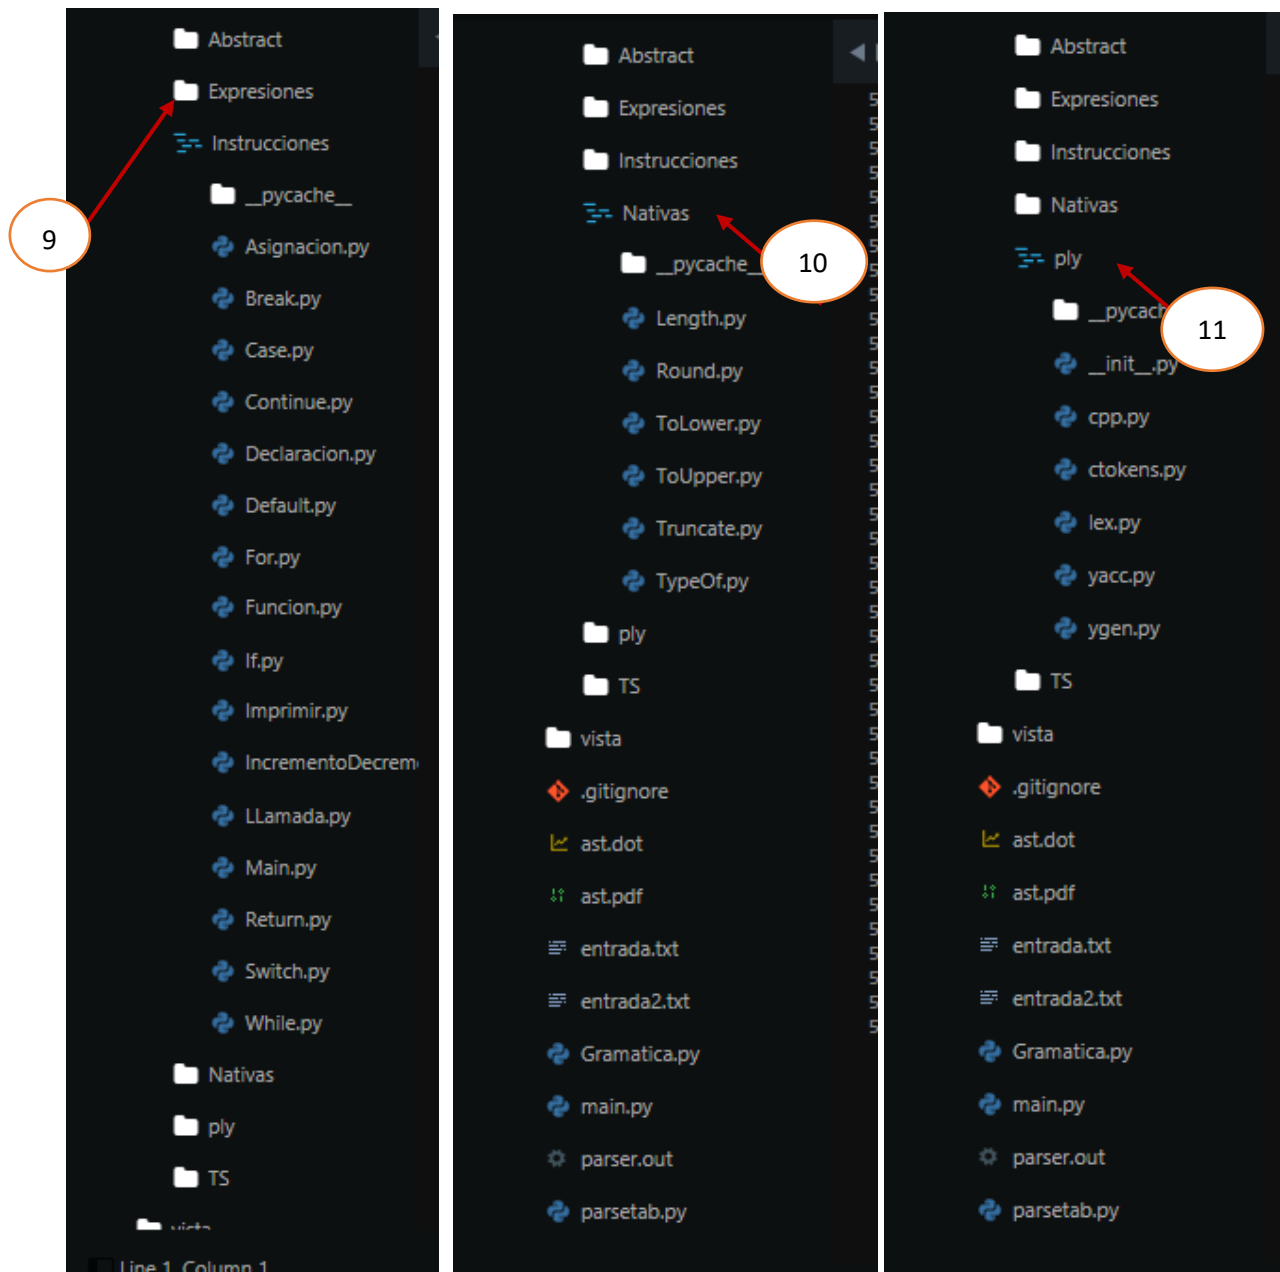 Abstract
Expresiones
Instrucciones
__pycache__
Asignacion.py
Break.py
Case.py
Continue.py
Declaracion.py
Default.py
For.py
Funcion.py
If.py
Imprimir.py
IncrementoDecrem
LLamada.py
Main.py
Return.py
Switch.py
While.py
Nativas
ply
TS
vista
Line 1, Column 1
9
Abstract
Expresiones
Instrucciones
Nativas
__pycache__
Length.py
Round.py
ToLower.py
ToUpper.py
Truncate.py
TypeOf.py
ply
TS
vista
.gitignore
ast.dot
ast.pdf
entrada.txt
entrada2.txt
Gramatica.py
main.py
parser.out
parsetab.py
10
Abstract
Expresiones
Instrucciones
Nativas
ply
__pycach
__init__.py
cpp.py
ctokens.py
lex.py
yacc.py
ygen.py
TS
vista
.gitignore
ast.dot
ast.pdf
entrada.txt
entrada2.txt
Gramatica.py
main.py
parser.out
parsetab.py
11